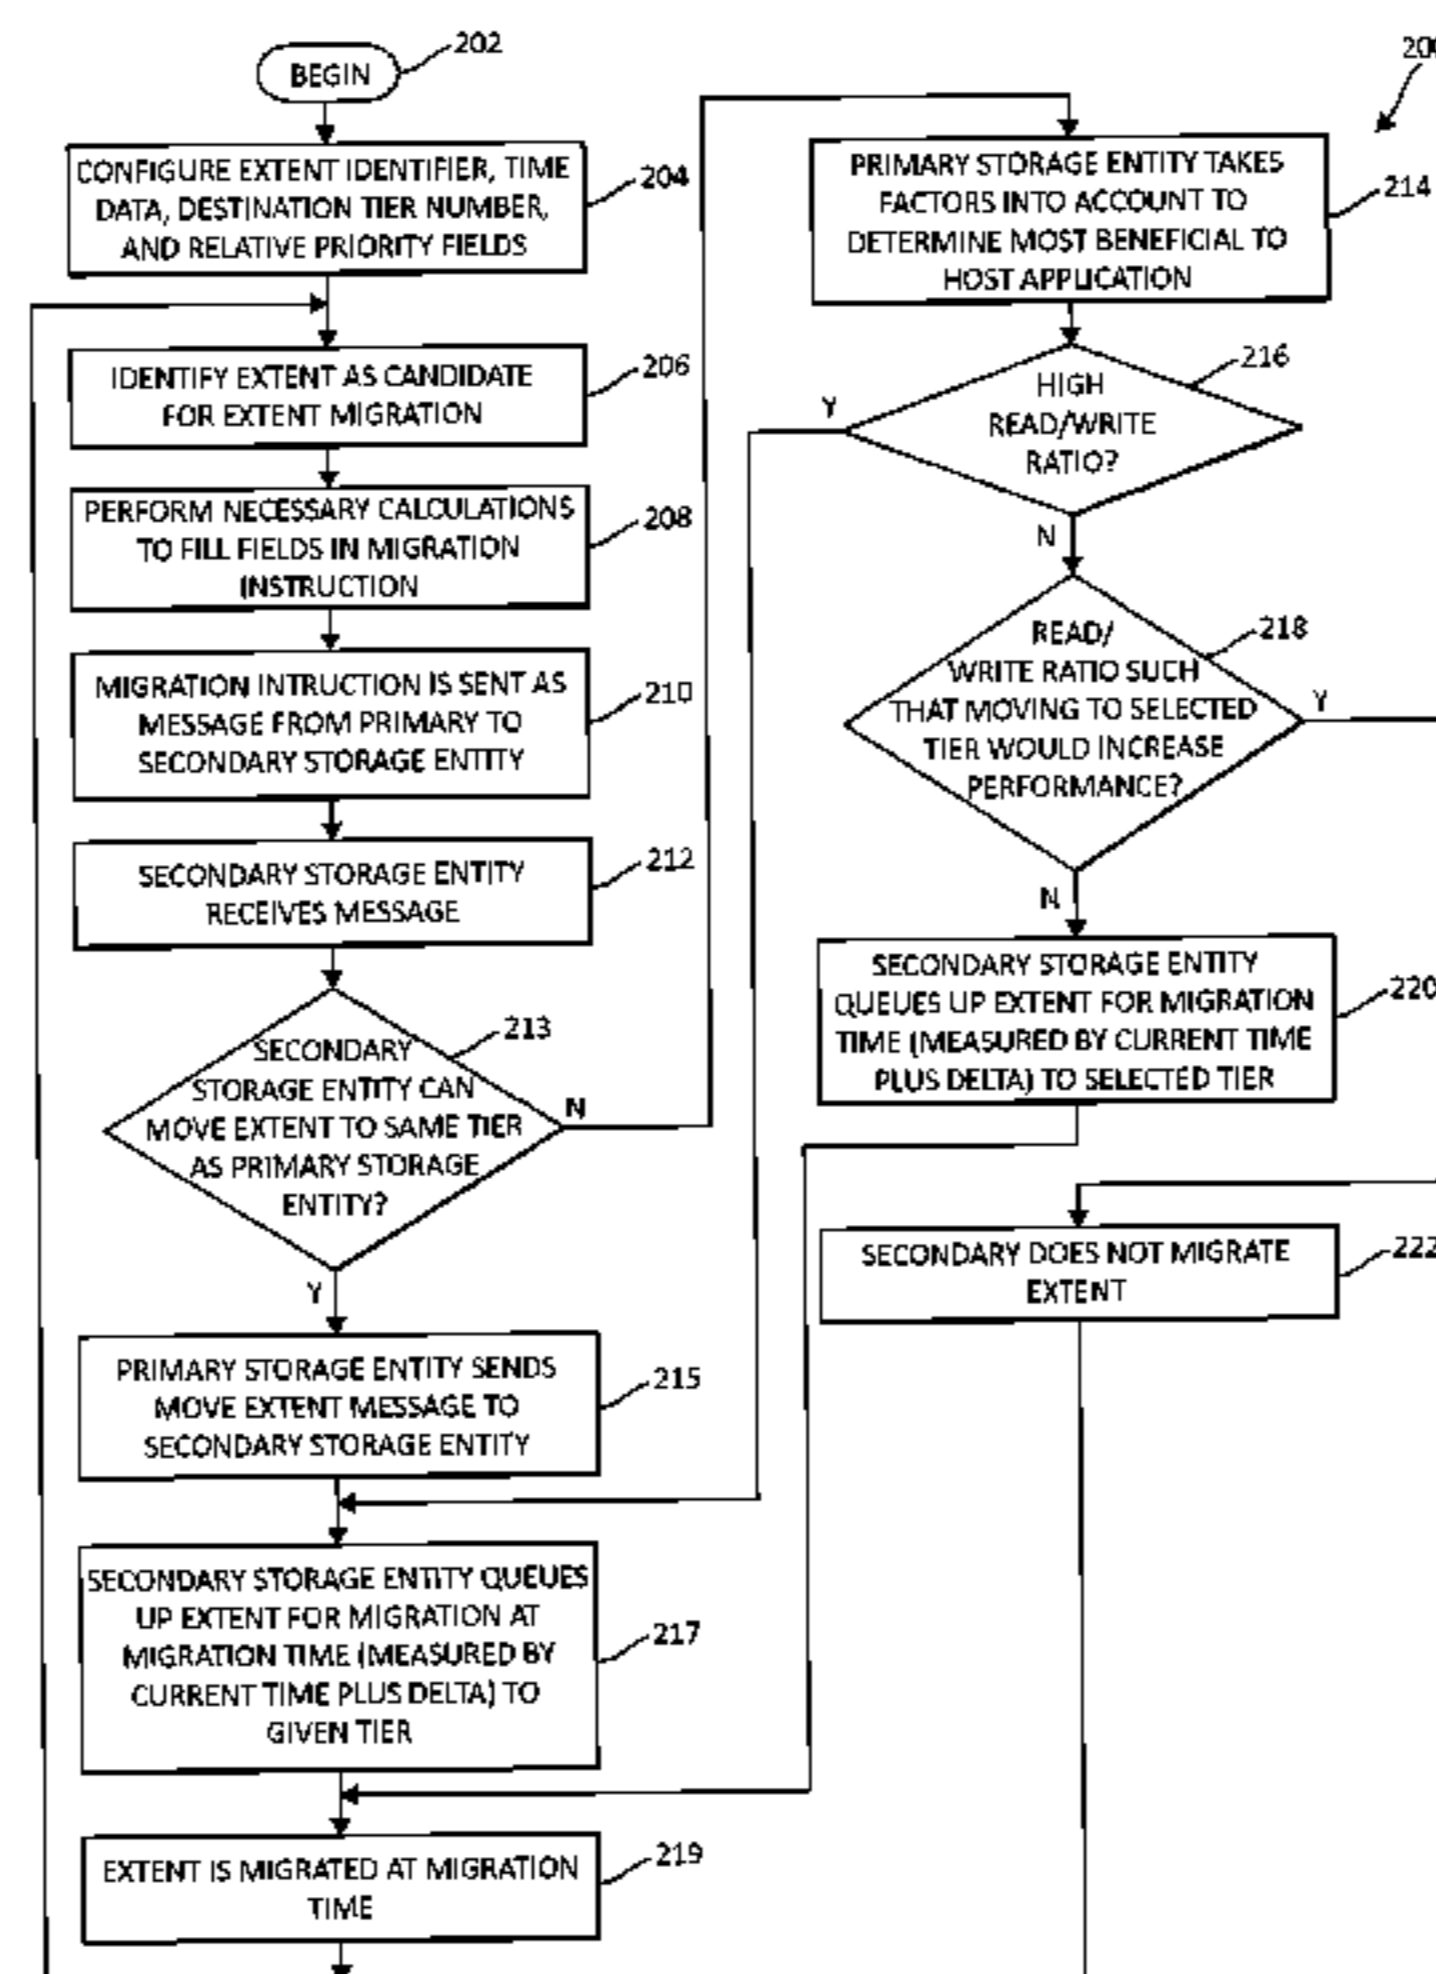 BEGIN
202
CONFIGURE EXTENT IDENTIFIER, TIME
DATA, DESTINATION TIER NUMBER,
AND RELATIVE PRIORITY FIELDS
204
IDENTIFY EXTENT AS CANDIDATE
FOR EXTENT MIGRATION
206
PERFORM NECESSARY CALCULATIONS
TO FILL FIELDS IN MIGRATION
INSTRUCTION
208
MIGRATION INTRUCTION IS SENT AS
MESSAGE FROM PRIMARY TO
SECONDARY STORAGE ENTITY
210
SECONDARY STORAGE ENTITY
RECEIVES MESSAGE
212
SECONDARY
STORAGE ENTITY CAN
MOVE EXTENT TO SAME TIER
AS PRIMARY STORAGE
ENTITY?
213
N
Y
PRIMARY STORAGE ENTITY SENDS
MOVE EXTENT MESSAGE TO
SECONDARY STORAGE ENTITY
215
SECONDARY STORAGE ENTITY QUEUES
UP EXTENT FOR MIGRATION AT
MIGRATION TIME (MEASURED BY
CURRENT TIME PLUS DELTA) TO
GIVEN TIER
217
EXTENT IS MIGRATED AT MIGRATION
TIME
219
PRIMARY STORAGE ENTITY TAKES
FACTORS INTO ACCOUNT TO
DETERMINE MOST BENEFICIAL TO
HOST APPLICATION
214
HIGH
READ/WRITE
RATIO?
216
Y
N
READ/
WRITE RATIO SUCH
THAT MOVING TO SELECTED
TIER WOULD INCREASE
PERFORMANCE?
218
Y
N
SECONDARY STORAGE ENTITY
QUEUES UP EXTENT FOR MIGRATION
TIME (MEASURED BY CURRENT TIME
PLUS DELTA) TO SELECTED TIER
220
SECONDARY DOES NOT MIGRATE
EXTENT
222